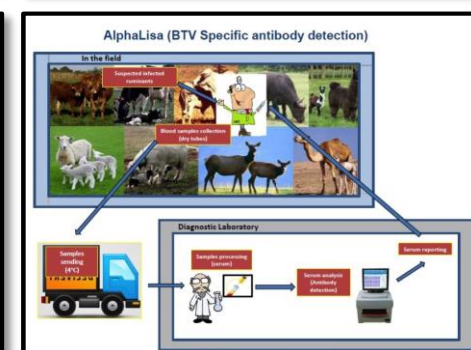 AlphaLisa (BTV Specific antibody detection)
In the field
Suspected infected
ruminants
Blood samples collection
(dry tubes)
Diagnostic Laboratory
Samples
sending
(4°C)
Samples processing
(serum)
Serum analysis
(Antibody
detection)
Serum reporting